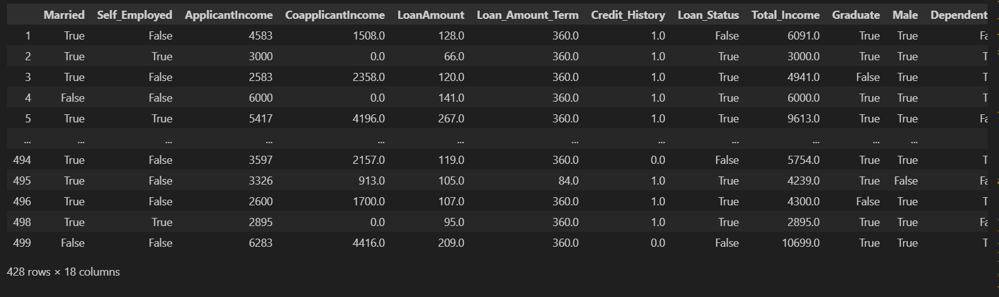 Married Self_Employed ApplicantIncome CoapplicantIncome LoanAmount Loan_Amount_Term Credit_History Loan_Status Total_Income Graduate Male Dependent
1 True False 4583 1508.0 128.0 360.0 1.0 False 6091.0 True True Fa
2 True True 3000 0.0 66.0 360.0 1.0 True 3000.0 True True T
3 True False 2583 2358.0 120.0 360.0 1.0 True 4941.0 False True T
4 False False 6000 0.0 141.0 360.0 1.0 True 6000.0 True True T
5 True True 5417 4196.0 267.0 360.0 1.0 True 9613.0 True True Fa
... ... ... ... ... ... ... ... ... ... ... ...
494 True False 3597 2157.0 119.0 360.0 0.0 False 5754.0 True True T
495 True False 3326 913.0 105.0 84.0 1.0 True 4239.0 True False Fa
496 True False 2600 1700.0 107.0 360.0 1.0 True 4300.0 False True T
498 True True 2895 0.0 95.0 360.0 1.0 True 2895.0 True True Fa
499 False False 6283 4416.0 209.0 360.0 0.0 False 10699.0 True True T
428 rows × 18 columns